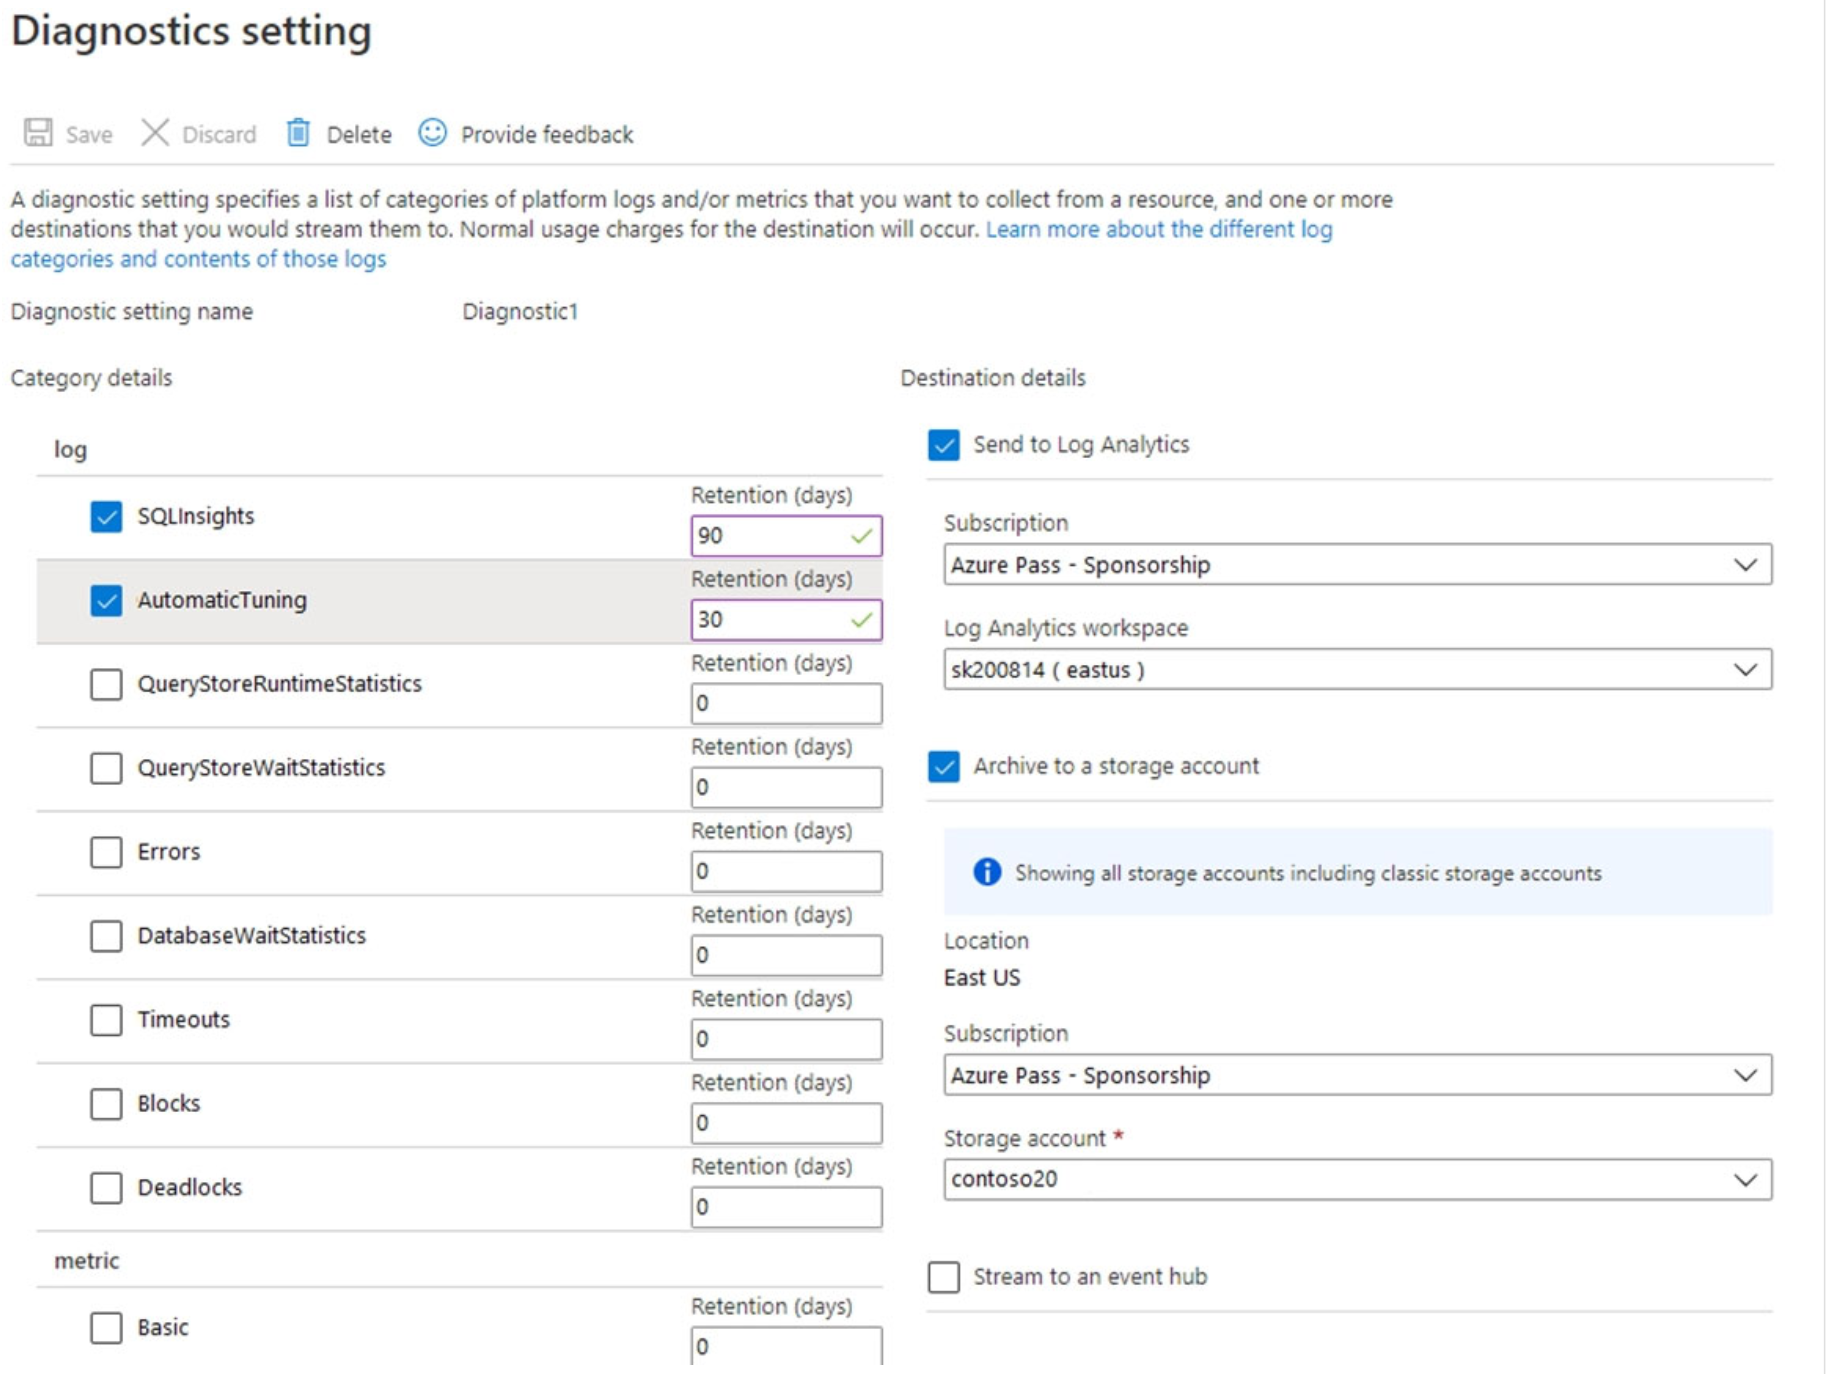 Diagnostics setting
Save Discard Delete Provide feedback
A diagnostic setting specifies a list of categories of platform logs and/or metrics that you want to collect from a resource, and one or more
destinations that you would stream them to. Normal usage charges for the destination will occur. Learn more about the different log
categories and contents of those logs
Diagnostic setting name Diagnostic1
Category details
log
SQLInsights
Retention (days)
90
AutomaticTuning
Retention (days)
30
QueryStoreRuntimeStatistics
Retention (days)
0
QueryStoreWaitStatistics
Retention (days)
0
Errors
Retention (days)
0
DatabaseWaitStatistics
Retention (days)
0
Timeouts
Retention (days)
0
Blocks
Retention (days)
0
Deadlocks
Retention (days)
0
metric
Basic
Retention (days)
0
Destination details
Send to Log Analytics
Subscription
Azure Pass - Sponsorship
Log Analytics workspace
sk200814 ( eastus )
Archive to a storage account
Showing all storage accounts including classic storage accounts
Location
East US
Subscription
Azure Pass - Sponsorship
Storage account *
contoso20
Stream to an event hub